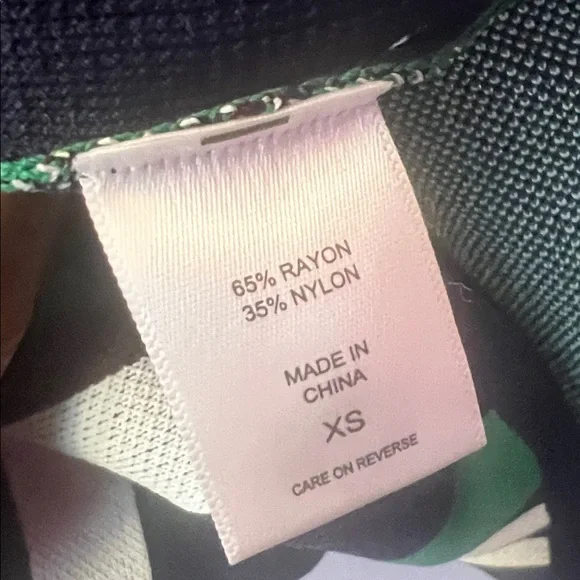 65% RAYON
35% NYLON
MADE IN
CHINA
XS
CARE ON REVERSE